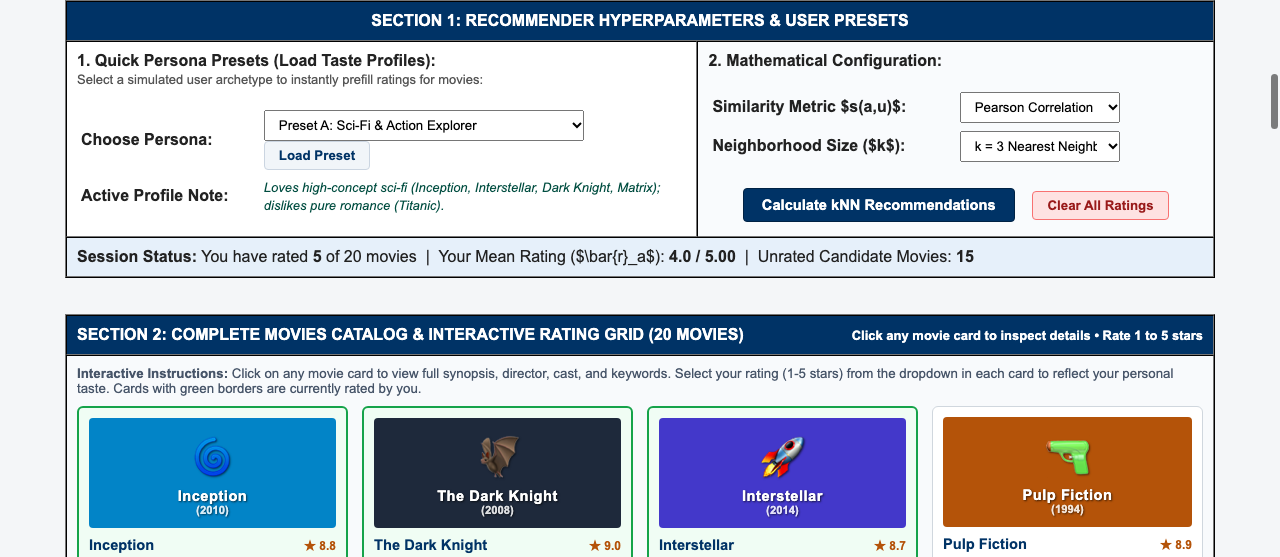 SECTION 1: RECOMMENDER HYPERPARAMETERS & USER PRESETS
1. Quick Persona Presets (Load Taste Profiles):
Select a simulated user archetype to instantly prefill ratings for movies:
Choose Persona:
Preset A: Sci-Fi & Action Explorer
Load Preset
Active Profile Note:
Loves high-concept sci-fi (Inception, Interstellar, Dark Knight, Matrix);
dislikes pure romance (Titanic).
2. Mathematical Configuration:
Similarity Metric $s(a,u)$:
Pearson Correlation
Neighborhood Size ($k$):
k = 3 Nearest Neighb
Calculate kNN Recommendations
Clear All Ratings
Session Status: You have rated 5 of 20 movies | Your Mean Rating ($\bar{r}_a$): 4.0 / 5.00 | Unrated Candidate Movies: 15
SECTION 2: COMPLETE MOVIES CATALOG & INTERACTIVE RATING GRID (20 MOVIES)
Click any movie card to inspect details • Rate 1 to 5 stars
Interactive Instructions: Click on any movie card to view full synopsis, director, cast, and keywords. Select your rating (1-5 stars) from the dropdown in each card to reflect your personal
taste. Cards with green borders are currently rated by you.
Inception
(2010)
Inception
★ 8.8
The Dark Knight
(2008)
The Dark Knight
★ 9.0
Interstellar
(2014)
Interstellar
★ 8.7
Pulp Fiction
(1994)
Pulp Fiction
★ 8.9